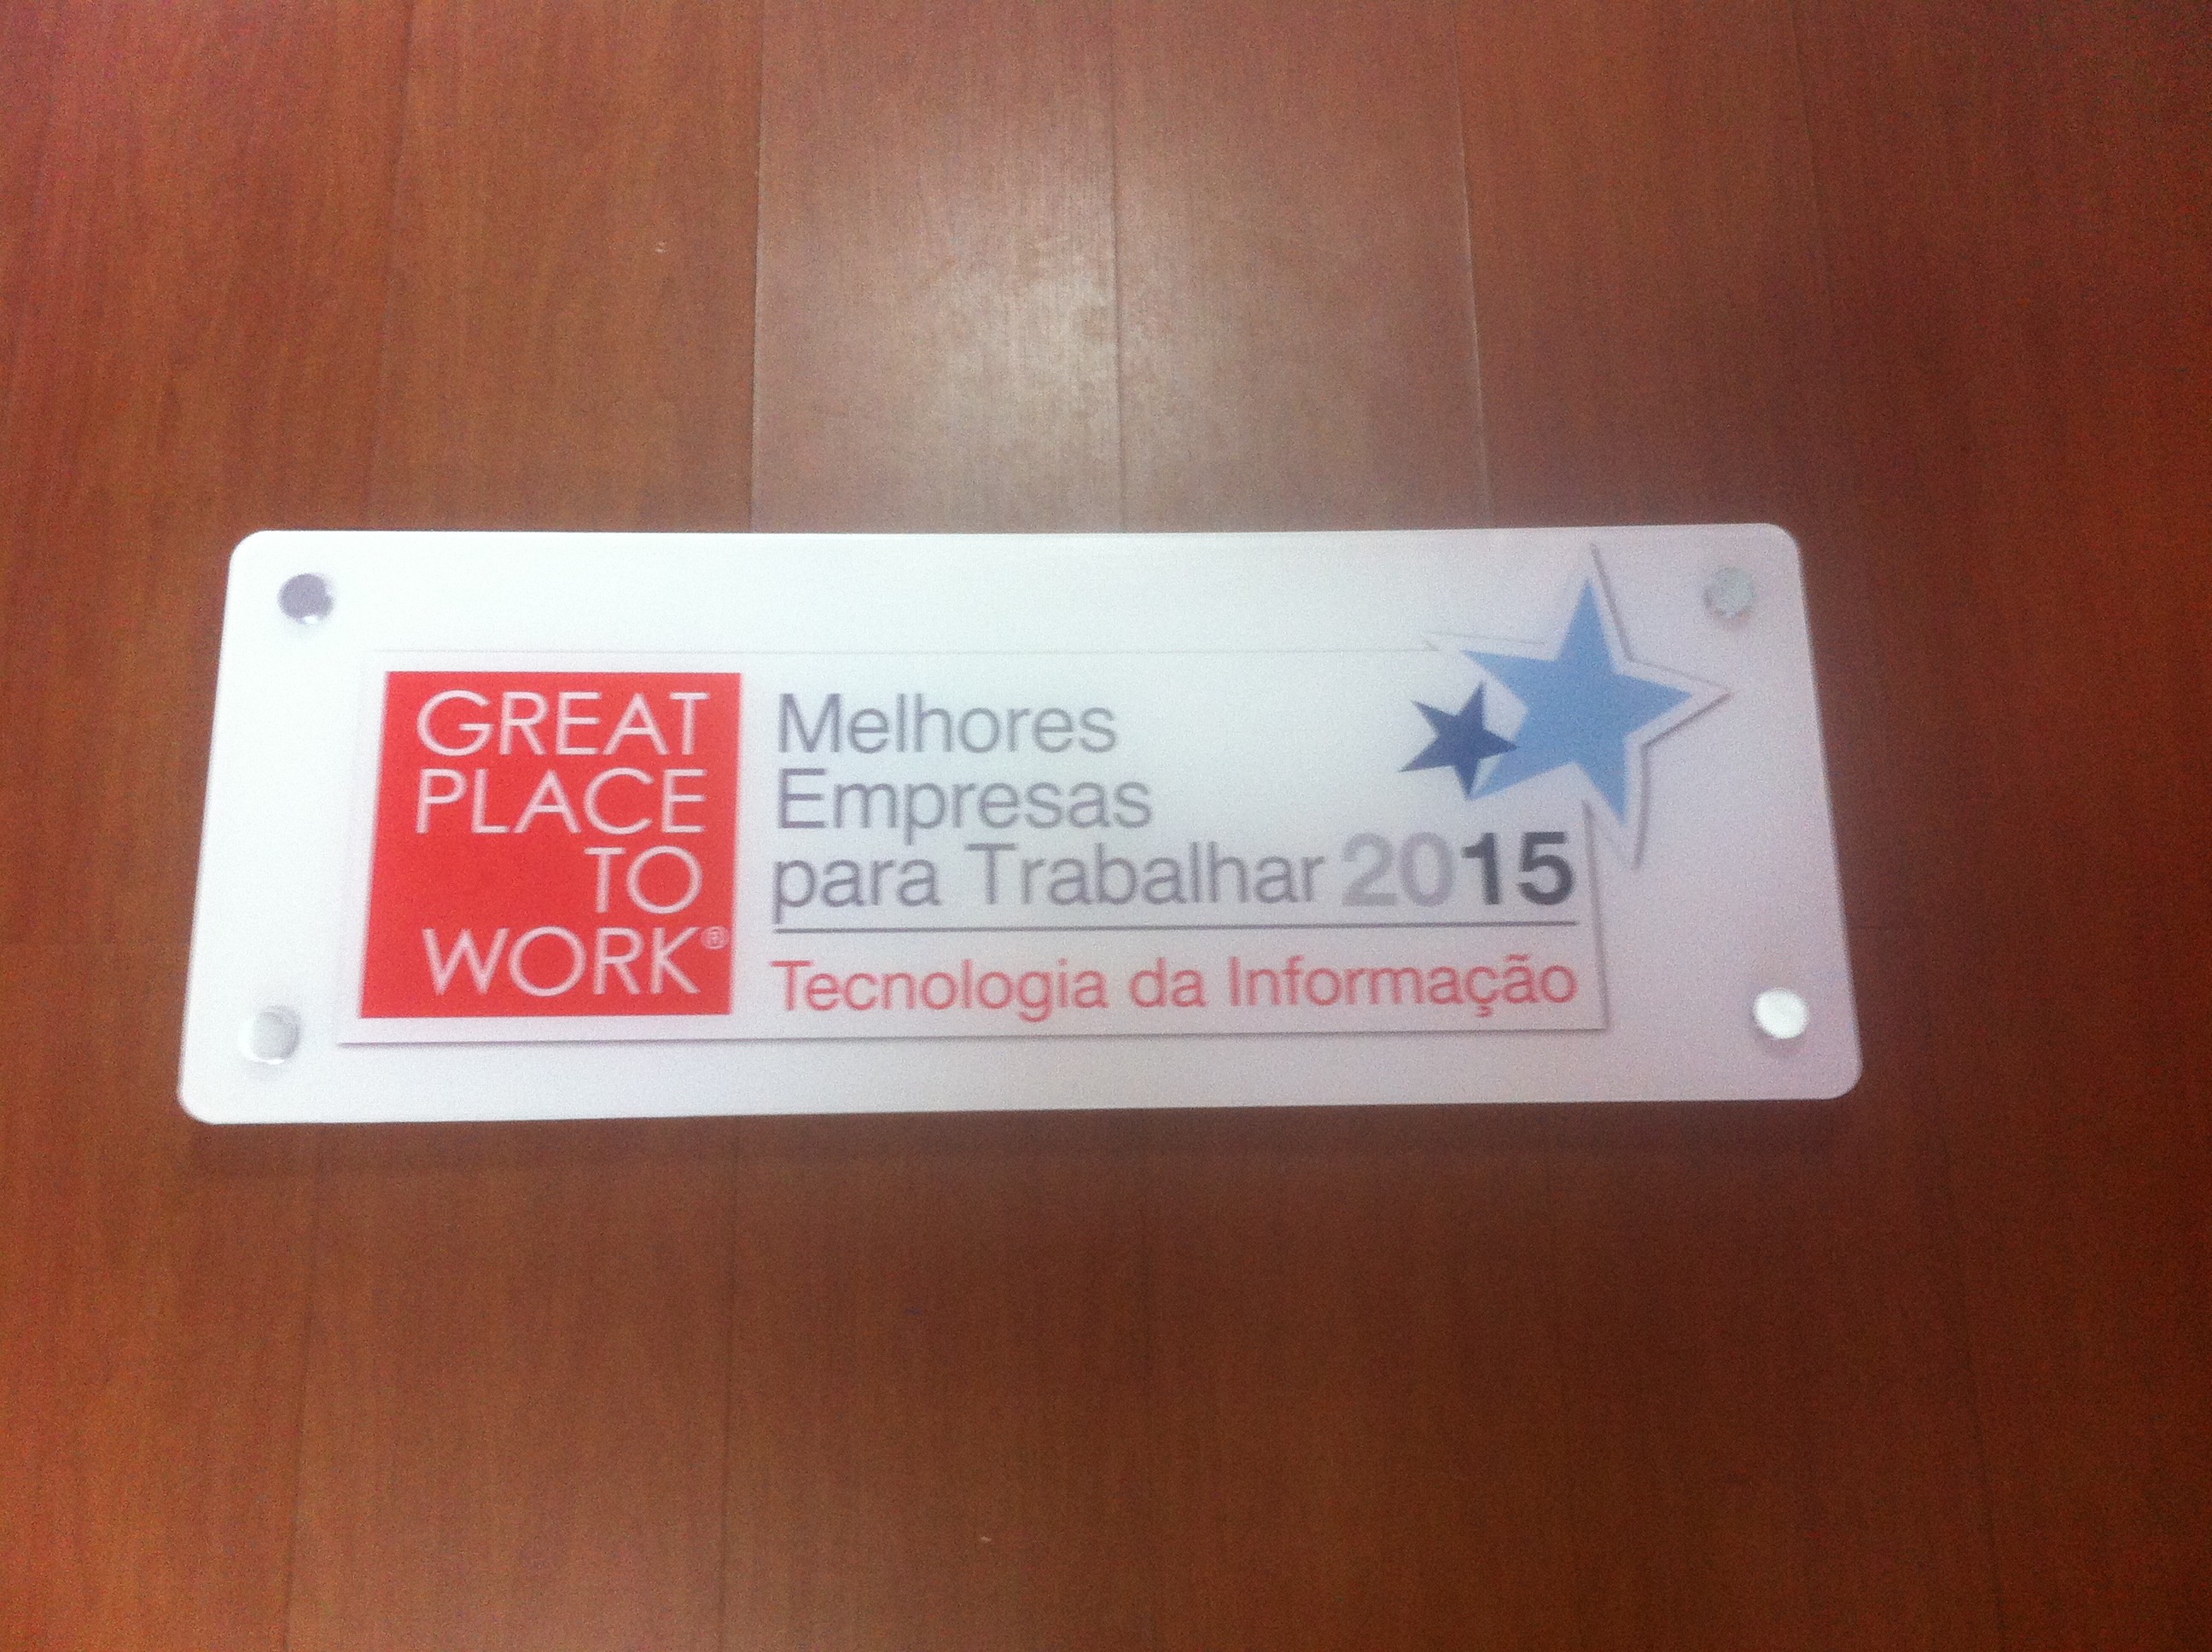 GREAT
PLACE
TO
WORK®
Melhores
Empresas
para Trabalhar 2015
Tecnologia da Informação